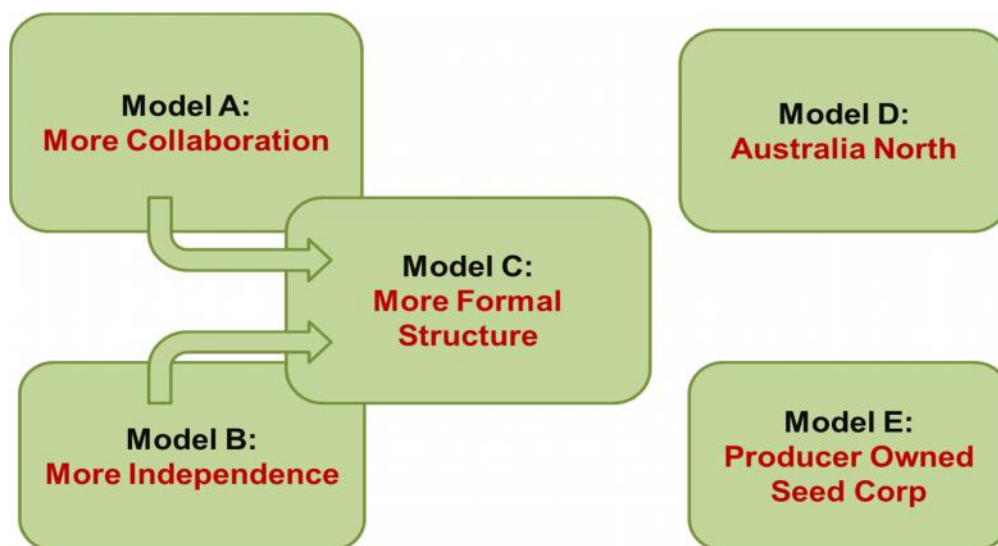 Model A:
More Collaboration
Model B:
More Independence
Model C:
More Formal
Structure
Model D:
Australia North
Model E:
Producer Owned
Seed Corp